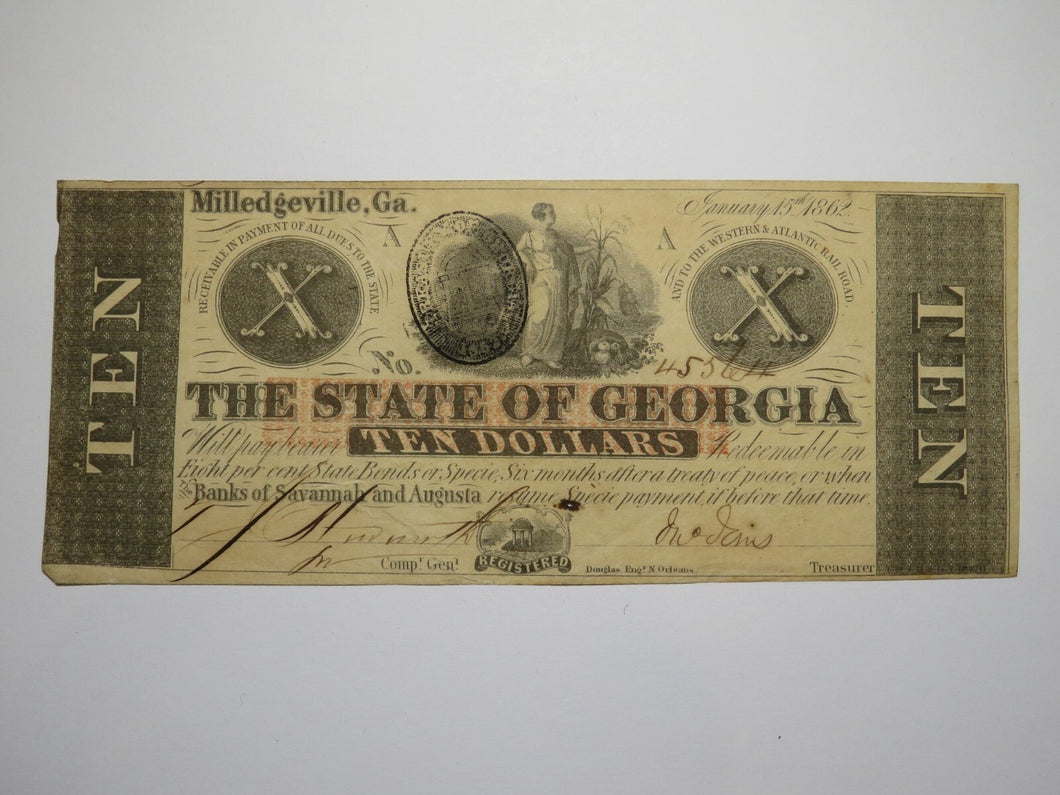 Milledgeville, Ga.
January 15th 1862
TEN
RECEIVABLE IN PAYMENT OF ALL DUES TO THE STATE
X
A
A
AND TO THE WESTERN & ATLANTIC RAIL ROAD
X
TEN
No.
THE STATE OF GEORGIA
Will pay bearer TEN DOLLARS Redeemable in
Eight per cent State Bonds or Specie, Six months after a treaty of peace, or when
The Banks of Savannah and Augusta resume Specie payment if before that time
Jno Jones
Compt. Genl.
REGISTERED
Douglas Engr. N. Orleans
Treasurer